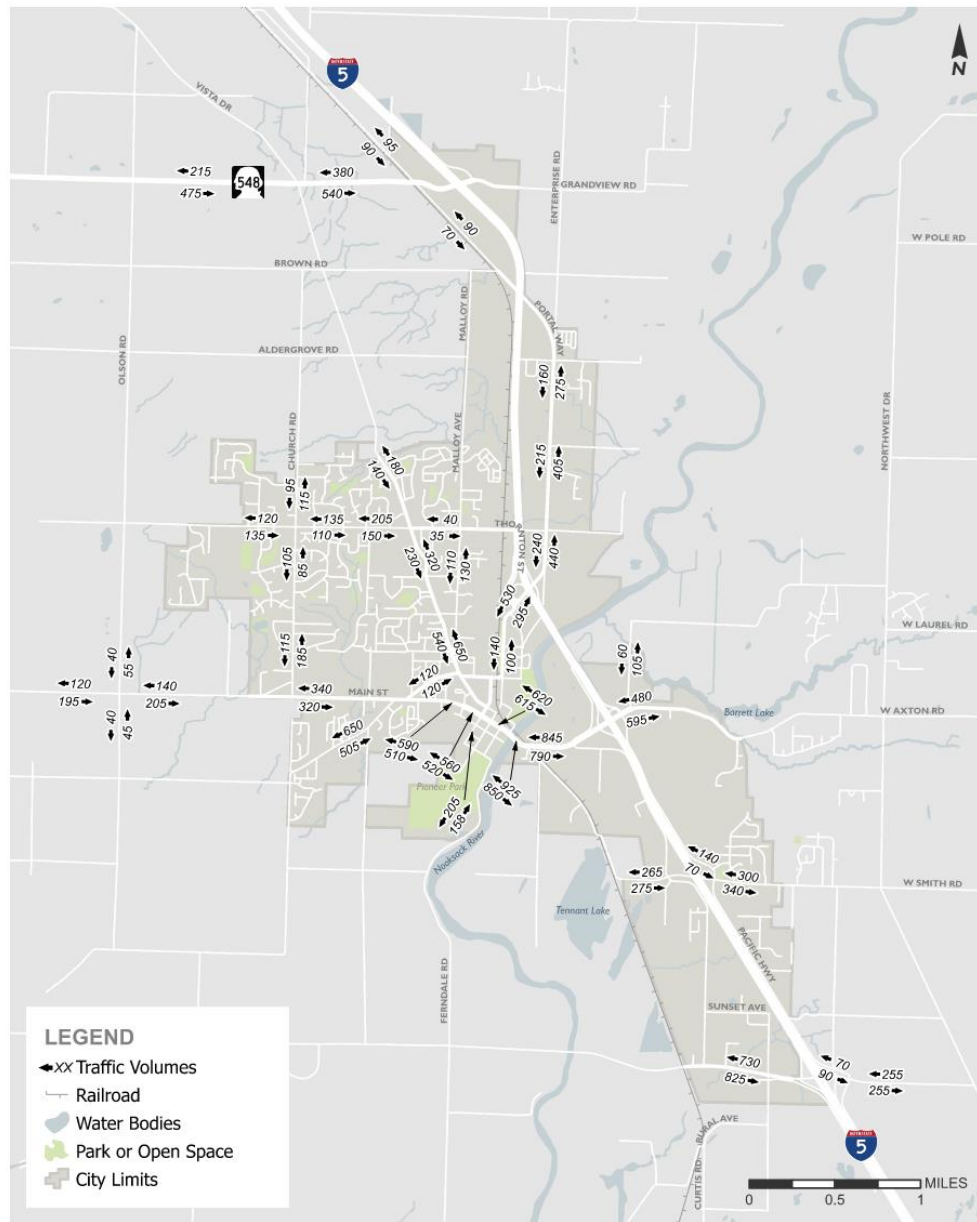 INTERSTATE
5
N
VISTA DR
95
90
215
548
380
475
540
GRANDVIEW RD
ENTERPRISE RD
90
70
W POLE RD
BROWN RD
MALLOY RD
PORTAL WAY
OLSON RD
ALDERGROVE RD
160
275
NORTHWEST DR
CHURCH RD
MALLOY AVE
180
140
215
405
95
115
120
135
205
40
THORNTON ST
135
110
150
35
105
85
230
320
110
130
240
440
530
295
W LAUREL RD
115
185
540
650
140
100
60
105
40
55
120
120
120
140
340
MAIN ST
620
615
480
195
205
320
595
Barrett Lake
W AXTON RD
40
45
650
505
590
510
560
520
845
790
Pioneer Park
925
850
205
158
Nooksack River
140
70
265
300
275
340
W SMITH RD
Tennant Lake
PACIFIC HWY
FERNDALE RD
SUNSET AVE
LEGEND
XX Traffic Volumes
Railroad
Water Bodies
Park or Open Space
City Limits
730
825
70
90
255
255
RURAL AVE
CURTIS RD
INTERSTATE
5
MILES
0 0.5 1